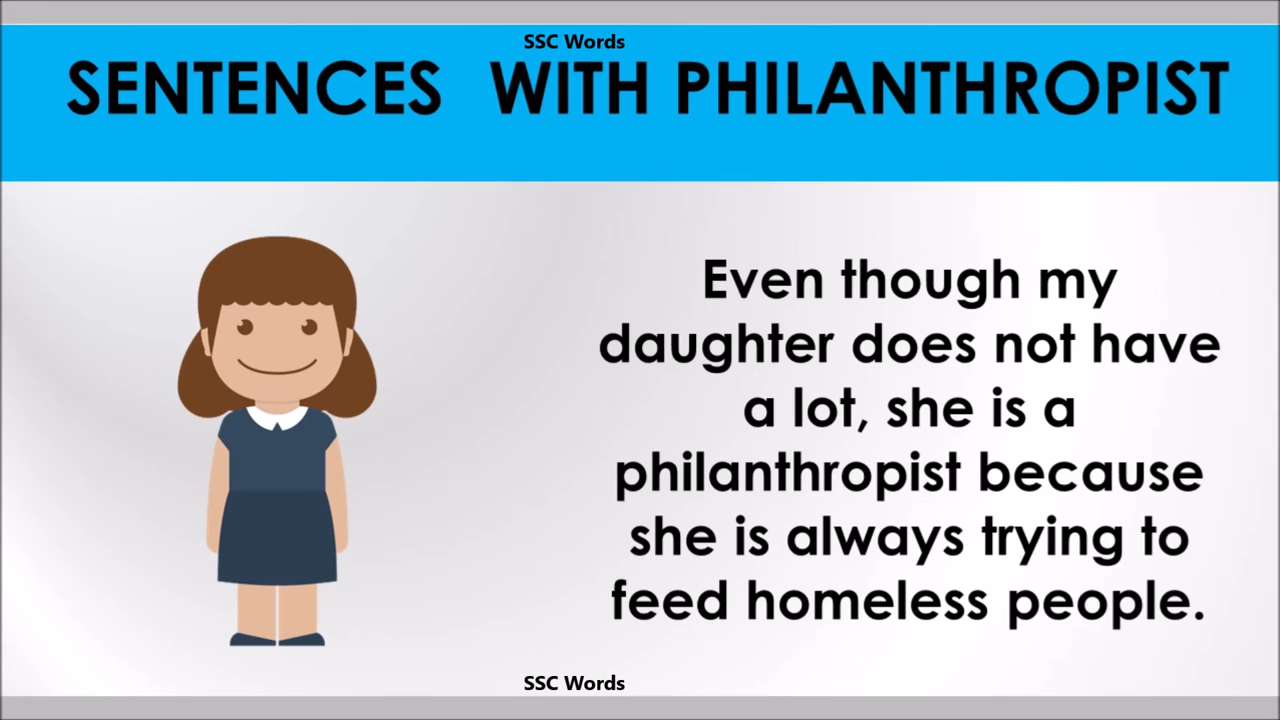 SSC Words
SENTENCES WITH PHILANTHROPIST
Even though my
daughter does not have
a lot, she is a
philanthropist because
she is always trying to
feed homeless people.
SSC Words